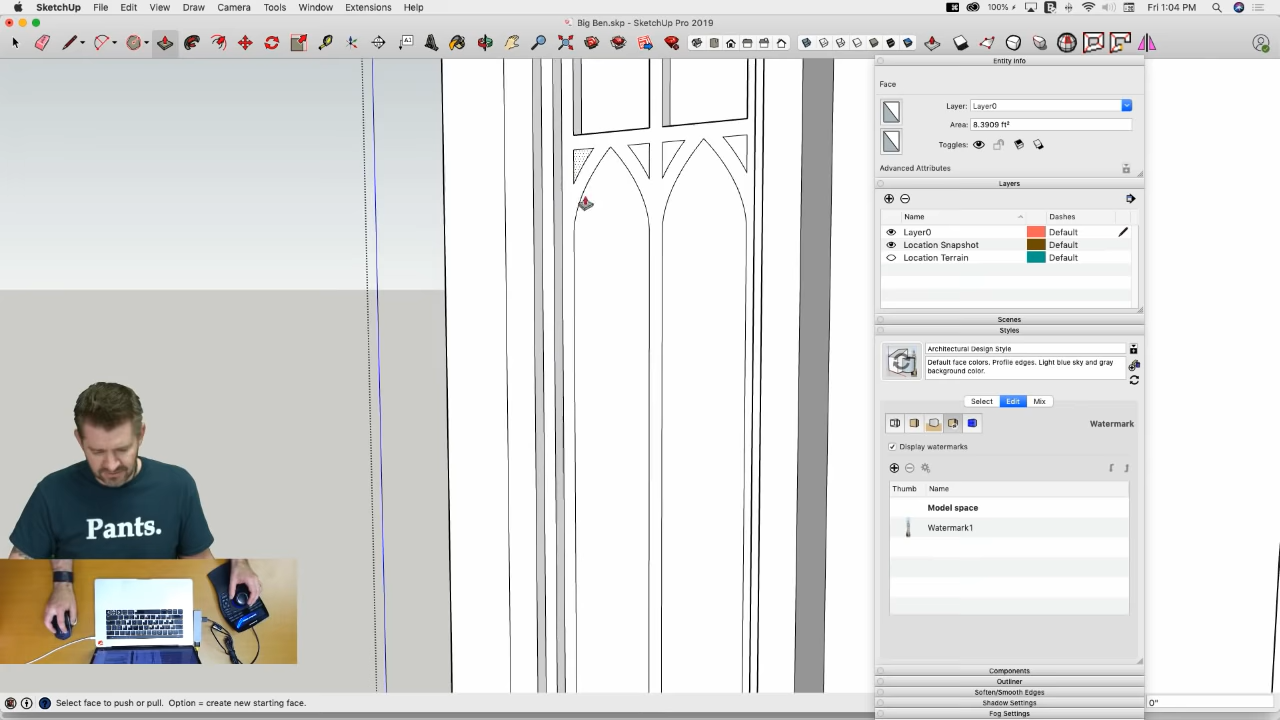 SketchUp File Edit View Camera Draw Tools Window Extensions Help 100% Fri 1:04 PM
Big Ben.skp - SketchUp Pro 2019
Entity Info
Face
Layer: Layer0
Area: 8.3909 ft²
Toggles:
Advanced Attributes
Layers
Name Dashes
Layer0 Default
Location Snapshot Default
Location Terrain Default
Scenes
Styles
Architectural Design Style
Default face colors. Profile edges. Light blue sky and gray
background color.
Select Edit Mix
Watermark
Display watermarks
Thumb Name
Model space
Watermark1
Pants.
Components
Outliner
Soften/Smooth Edges
Shadow Settings
Fog Settings
Select face to push or pull. Option = create new starting face.
0"